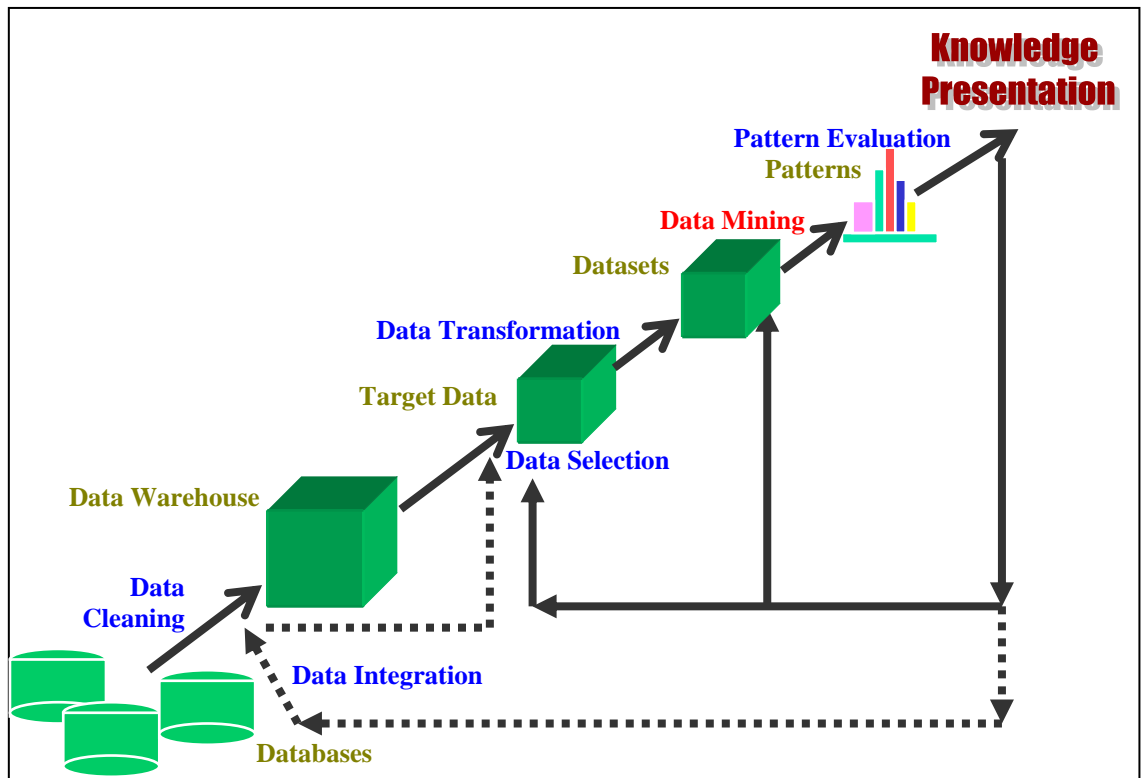 Knowledge
Presentation
Pattern Evaluation
Patterns
Data Mining
Datasets
Data Transformation
Target Data
Data Selection
Data Warehouse
Data
Cleaning
Data Integration
Databases